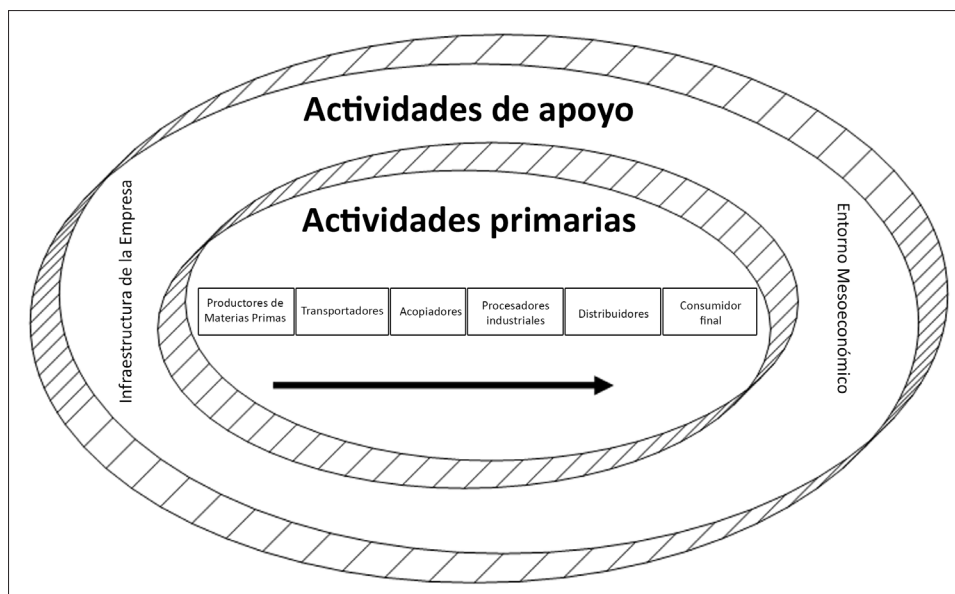 Actividades de apoyo
Actividades primarias
Infraestructura de la Empresa
Productores de
Materias Primas
Transportadores
Acopiadores
Procesadores
industriales
Distribuidores
Consumidor
final
Entorno Mesoeconómico